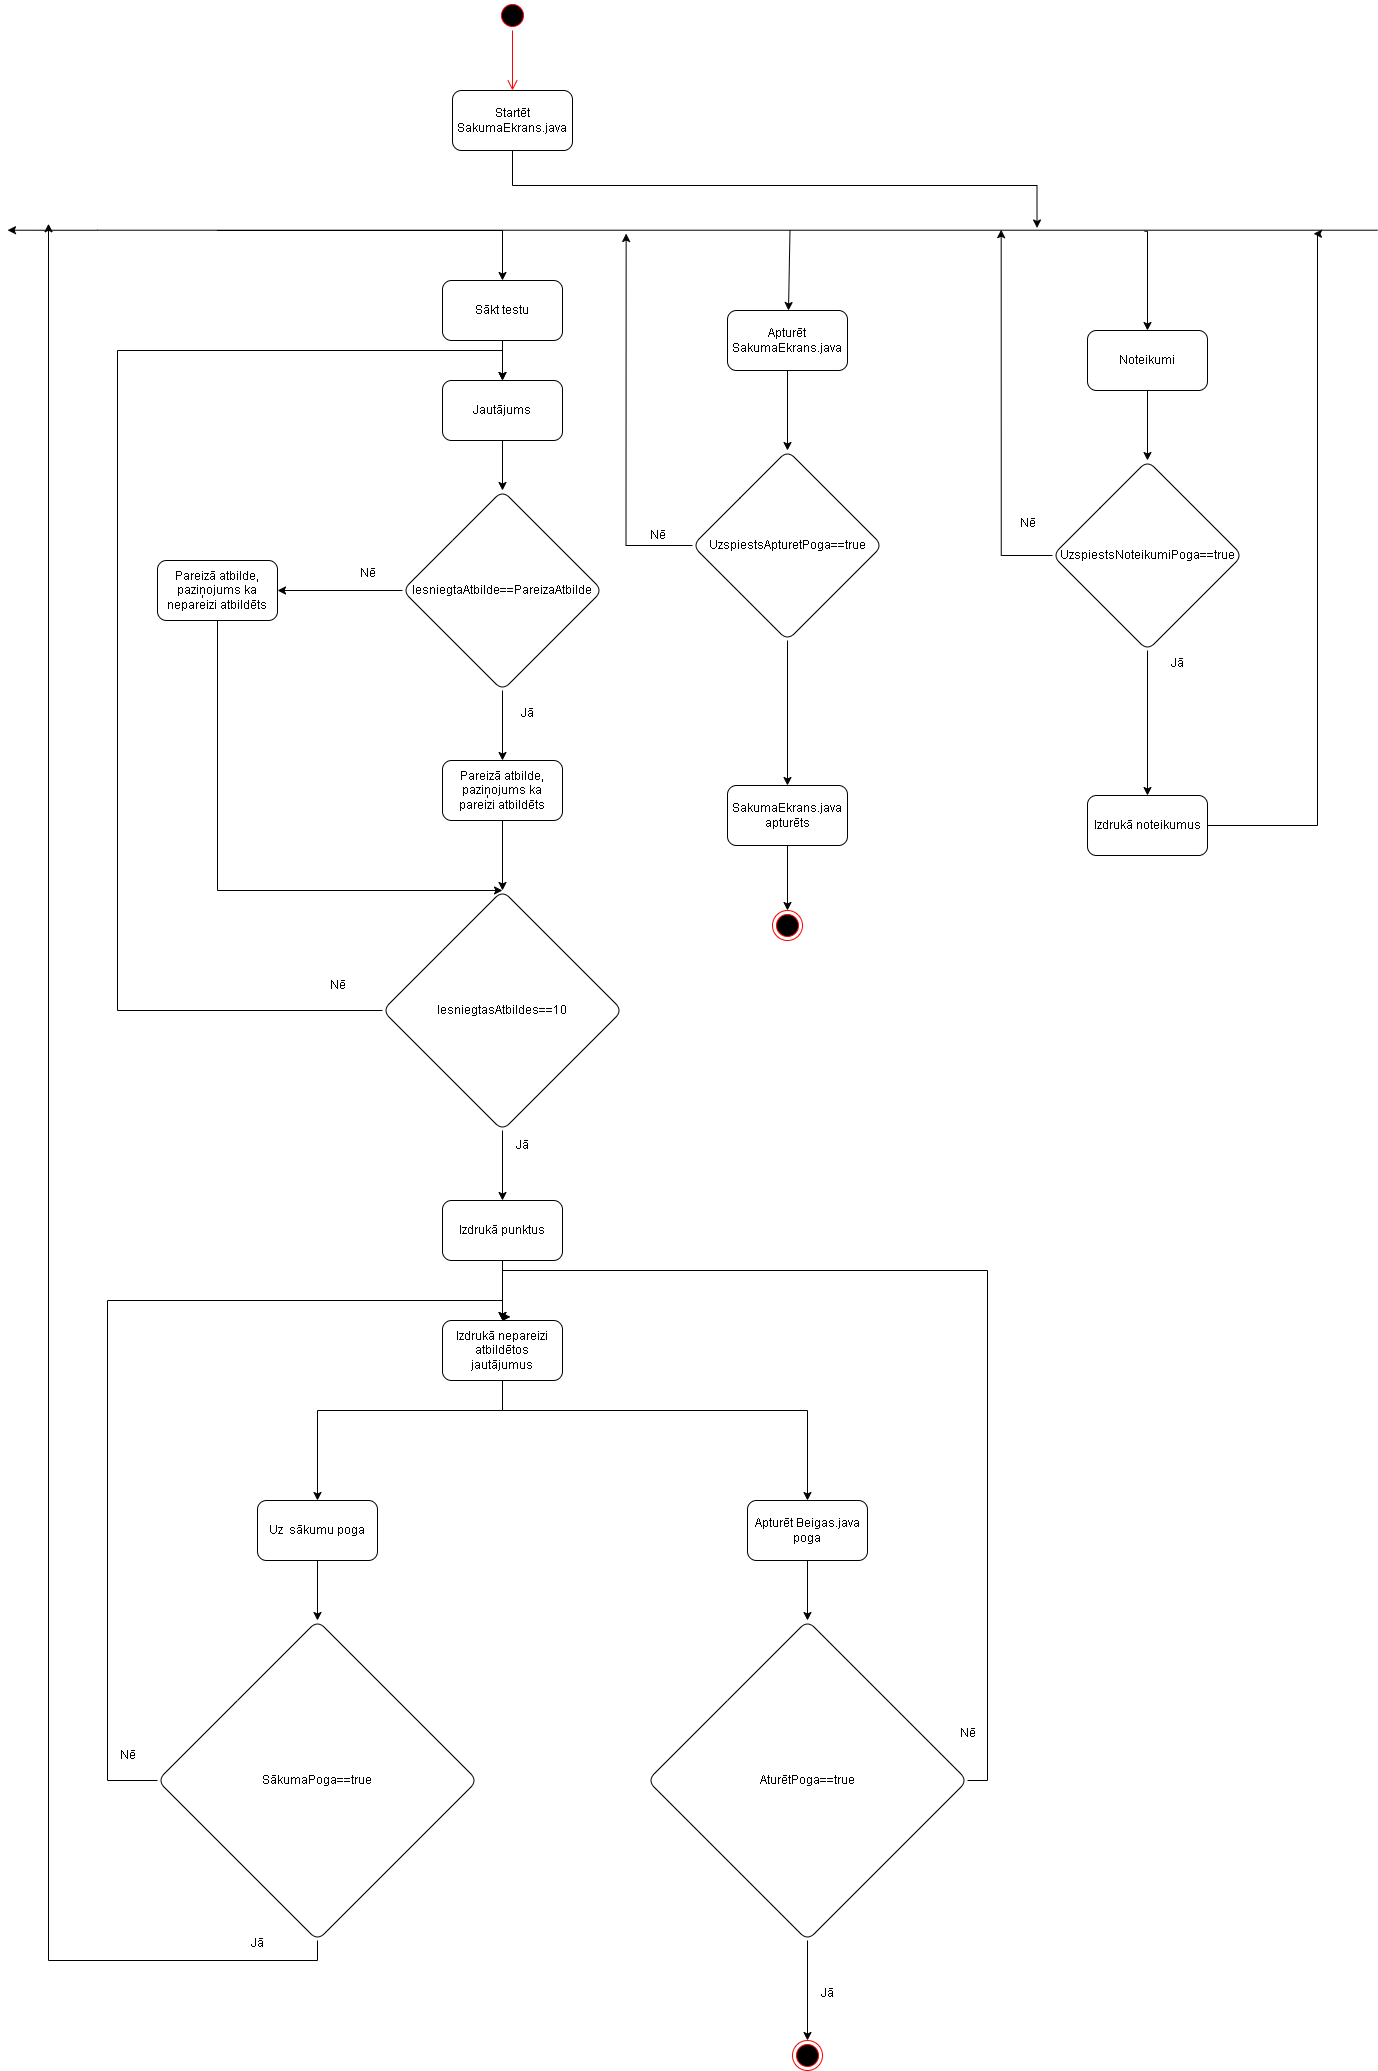 Startēt
SakumaEkrans.java
Sākt testu
Jautājums
Nē
IesniegtaAtbilde==PareizaAtbilde
Pareizā atbilde,
paziņojums ka
nepareizi atbildēts
Jā
Pareizā atbilde,
paziņojums ka
pareizi atbildēts
Nē
IesniegtasAtbildes==10
Jā
Izdrukā punktus
Izdrukā nepareizi
atbildētos
jautājumus
Uz  sākumu poga
Nē
SākumaPoga==true
Jā
Apturēt Beigas.java
poga
Nē
AturētPoga==true
Jā
Apturēt
SakumaEkrans.java
Nē
UzspiestsApturetPoga==true
SakumaEkrans.java
apturēts
Noteikumi
Nē
UzspiestsNoteikumiPoga==true
Jā
Izdrukā noteikumus